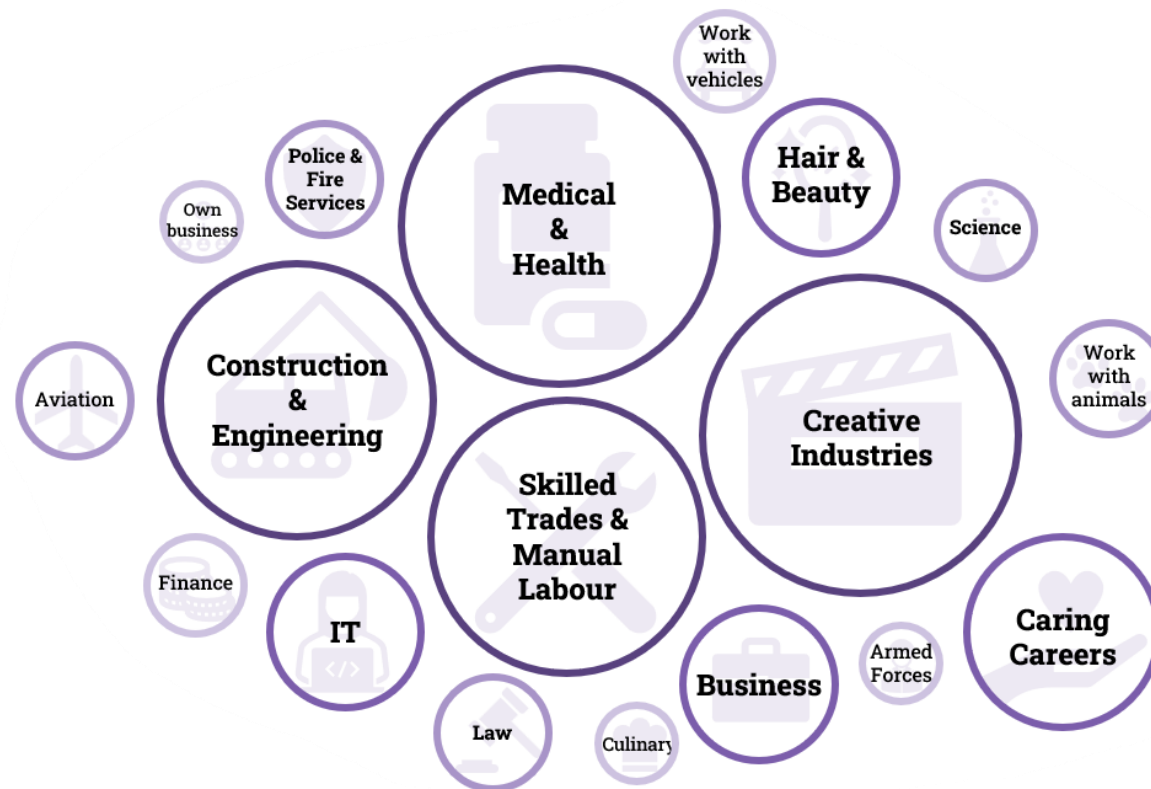 Work
with
vehicles
Police &
Fire
Services
Medical
&
Health
Hair &
Beauty
Own
business
Science
Construction
&
Engineering
Aviation
Work
with
animals
Creative
Industries
Skilled
Trades &
Manual
Labour
Finance
IT
</>
Caring
Careers
Armed
Forces
Business
Law
Culinary